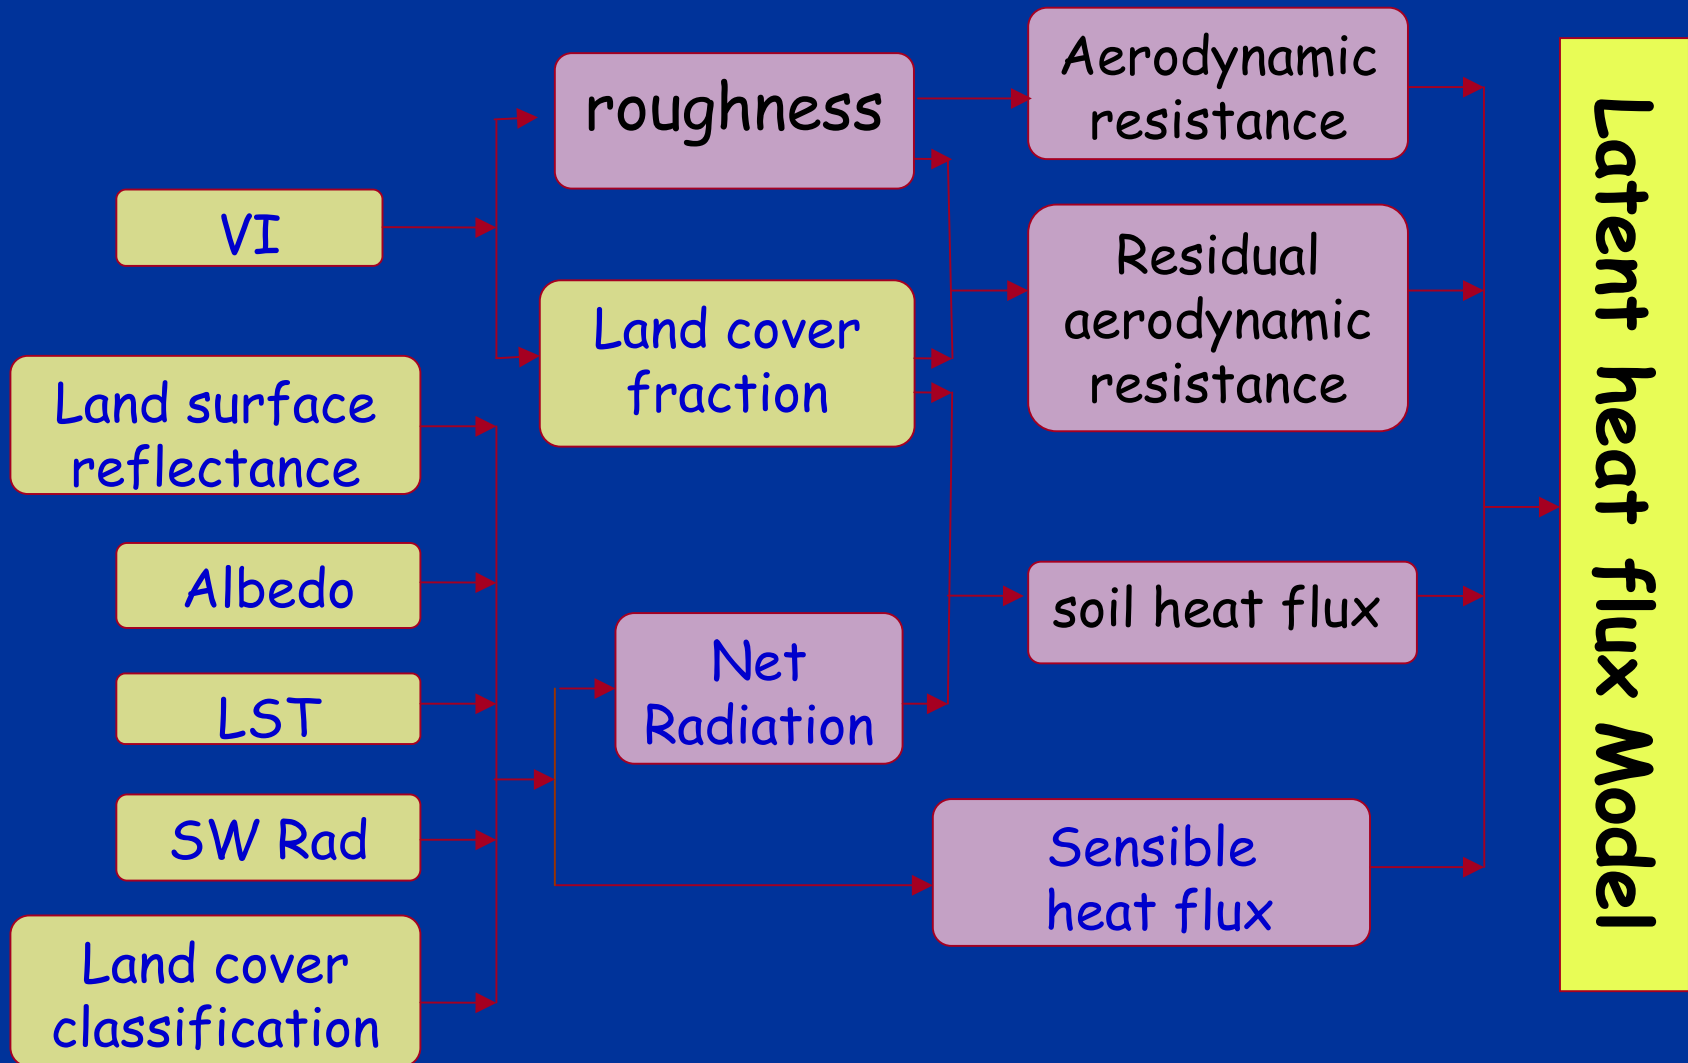 VI
Land surface
reflectance
Albedo
LST
SW Rad
Land cover
classification
roughness
Land cover
fraction
Net
Radiation
Aerodynamic
resistance
Residual
aerodynamic
resistance
soil heat flux
Sensible
heat flux
Latent heat flux Model